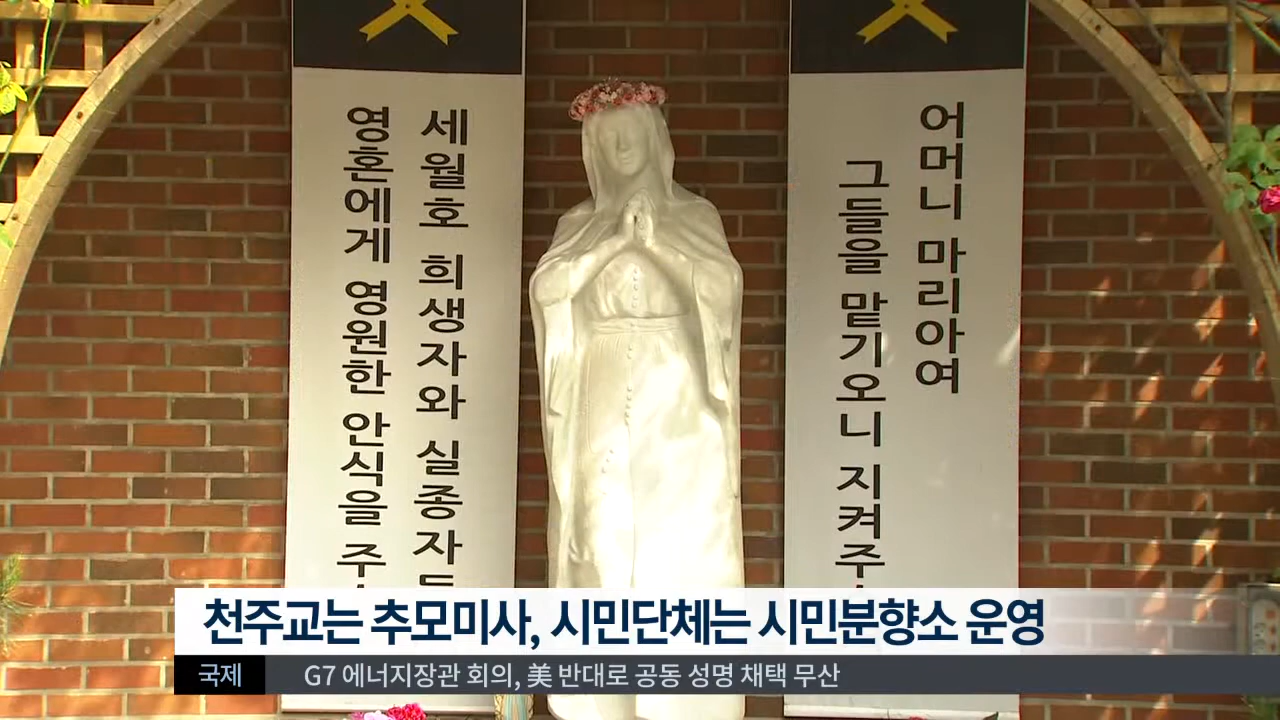 세월호 희생자와 실종자
영혼에게 영원한 안식을
어머니 마리아여
그들을 맡기오니
천주교는 추모미사, 시민단체는 시민분향소 운영
국제 G7 에너지장관 회의, 美 반대로 공동 성명 채택 무산